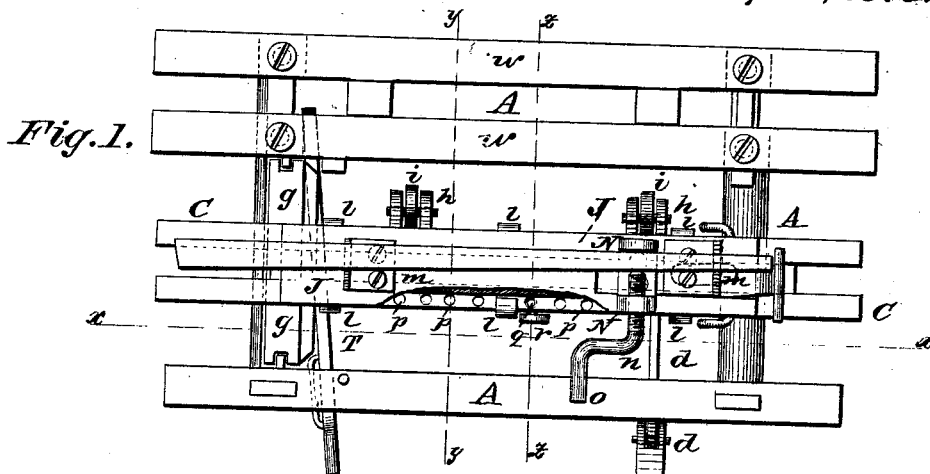 y z
m
A
Fig. 1.
m
i i
g l h l J h l A
C N
J m m
C
p p l q r p N l
x g l T n d x
o
A
d
y z